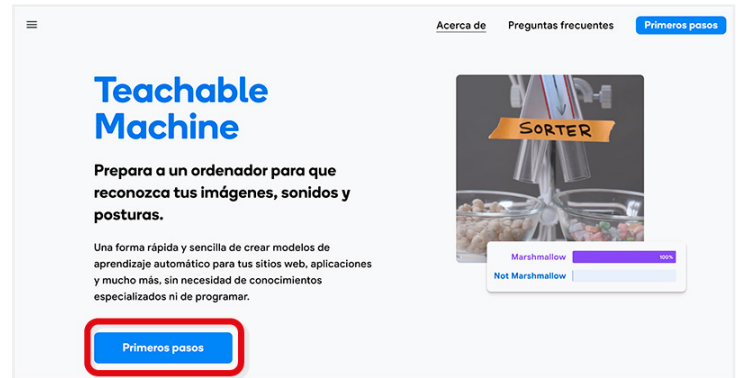 Acerca de
Preguntas frecuentes
Primeros pasos
Teachable
Machine
Prepara a un ordenador para que
reconozca tus imágenes, sonidos y
posturas.
Una forma rápida y sencilla de crear modelos de
aprendizaje automático para tus sitios web, aplicaciones
y mucho más, sin necesidad de conocimientos
especializados ni de programar.
Primeros pasos
SORTER
Marshmallow 100%
Not Marshmallow